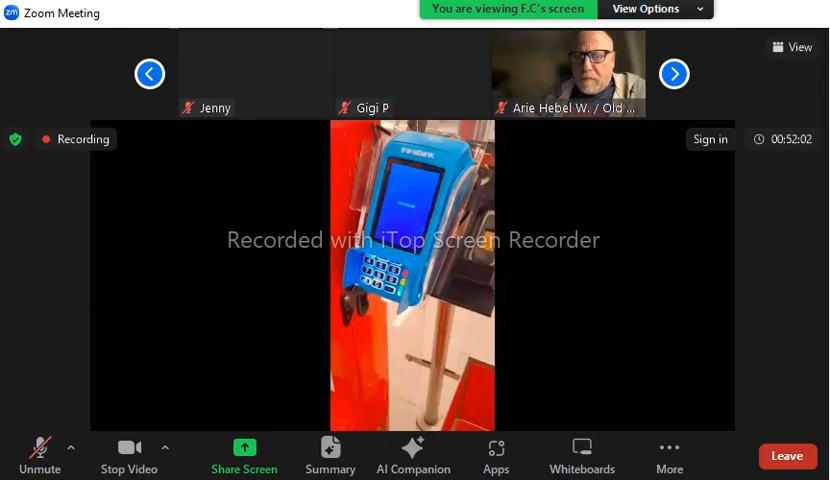 zm Zoom Meeting
You are viewing F.C's screen
View Options
View
Jenny
Gigi P
Arie Hebel W. / Old ...
Recording
Sign in
00:52:02
transbank
Recorded with iTop Screen Recorder
Unmute
Stop Video
Share Screen
Summary
AI Companion
Apps
Whiteboards
More
Leave